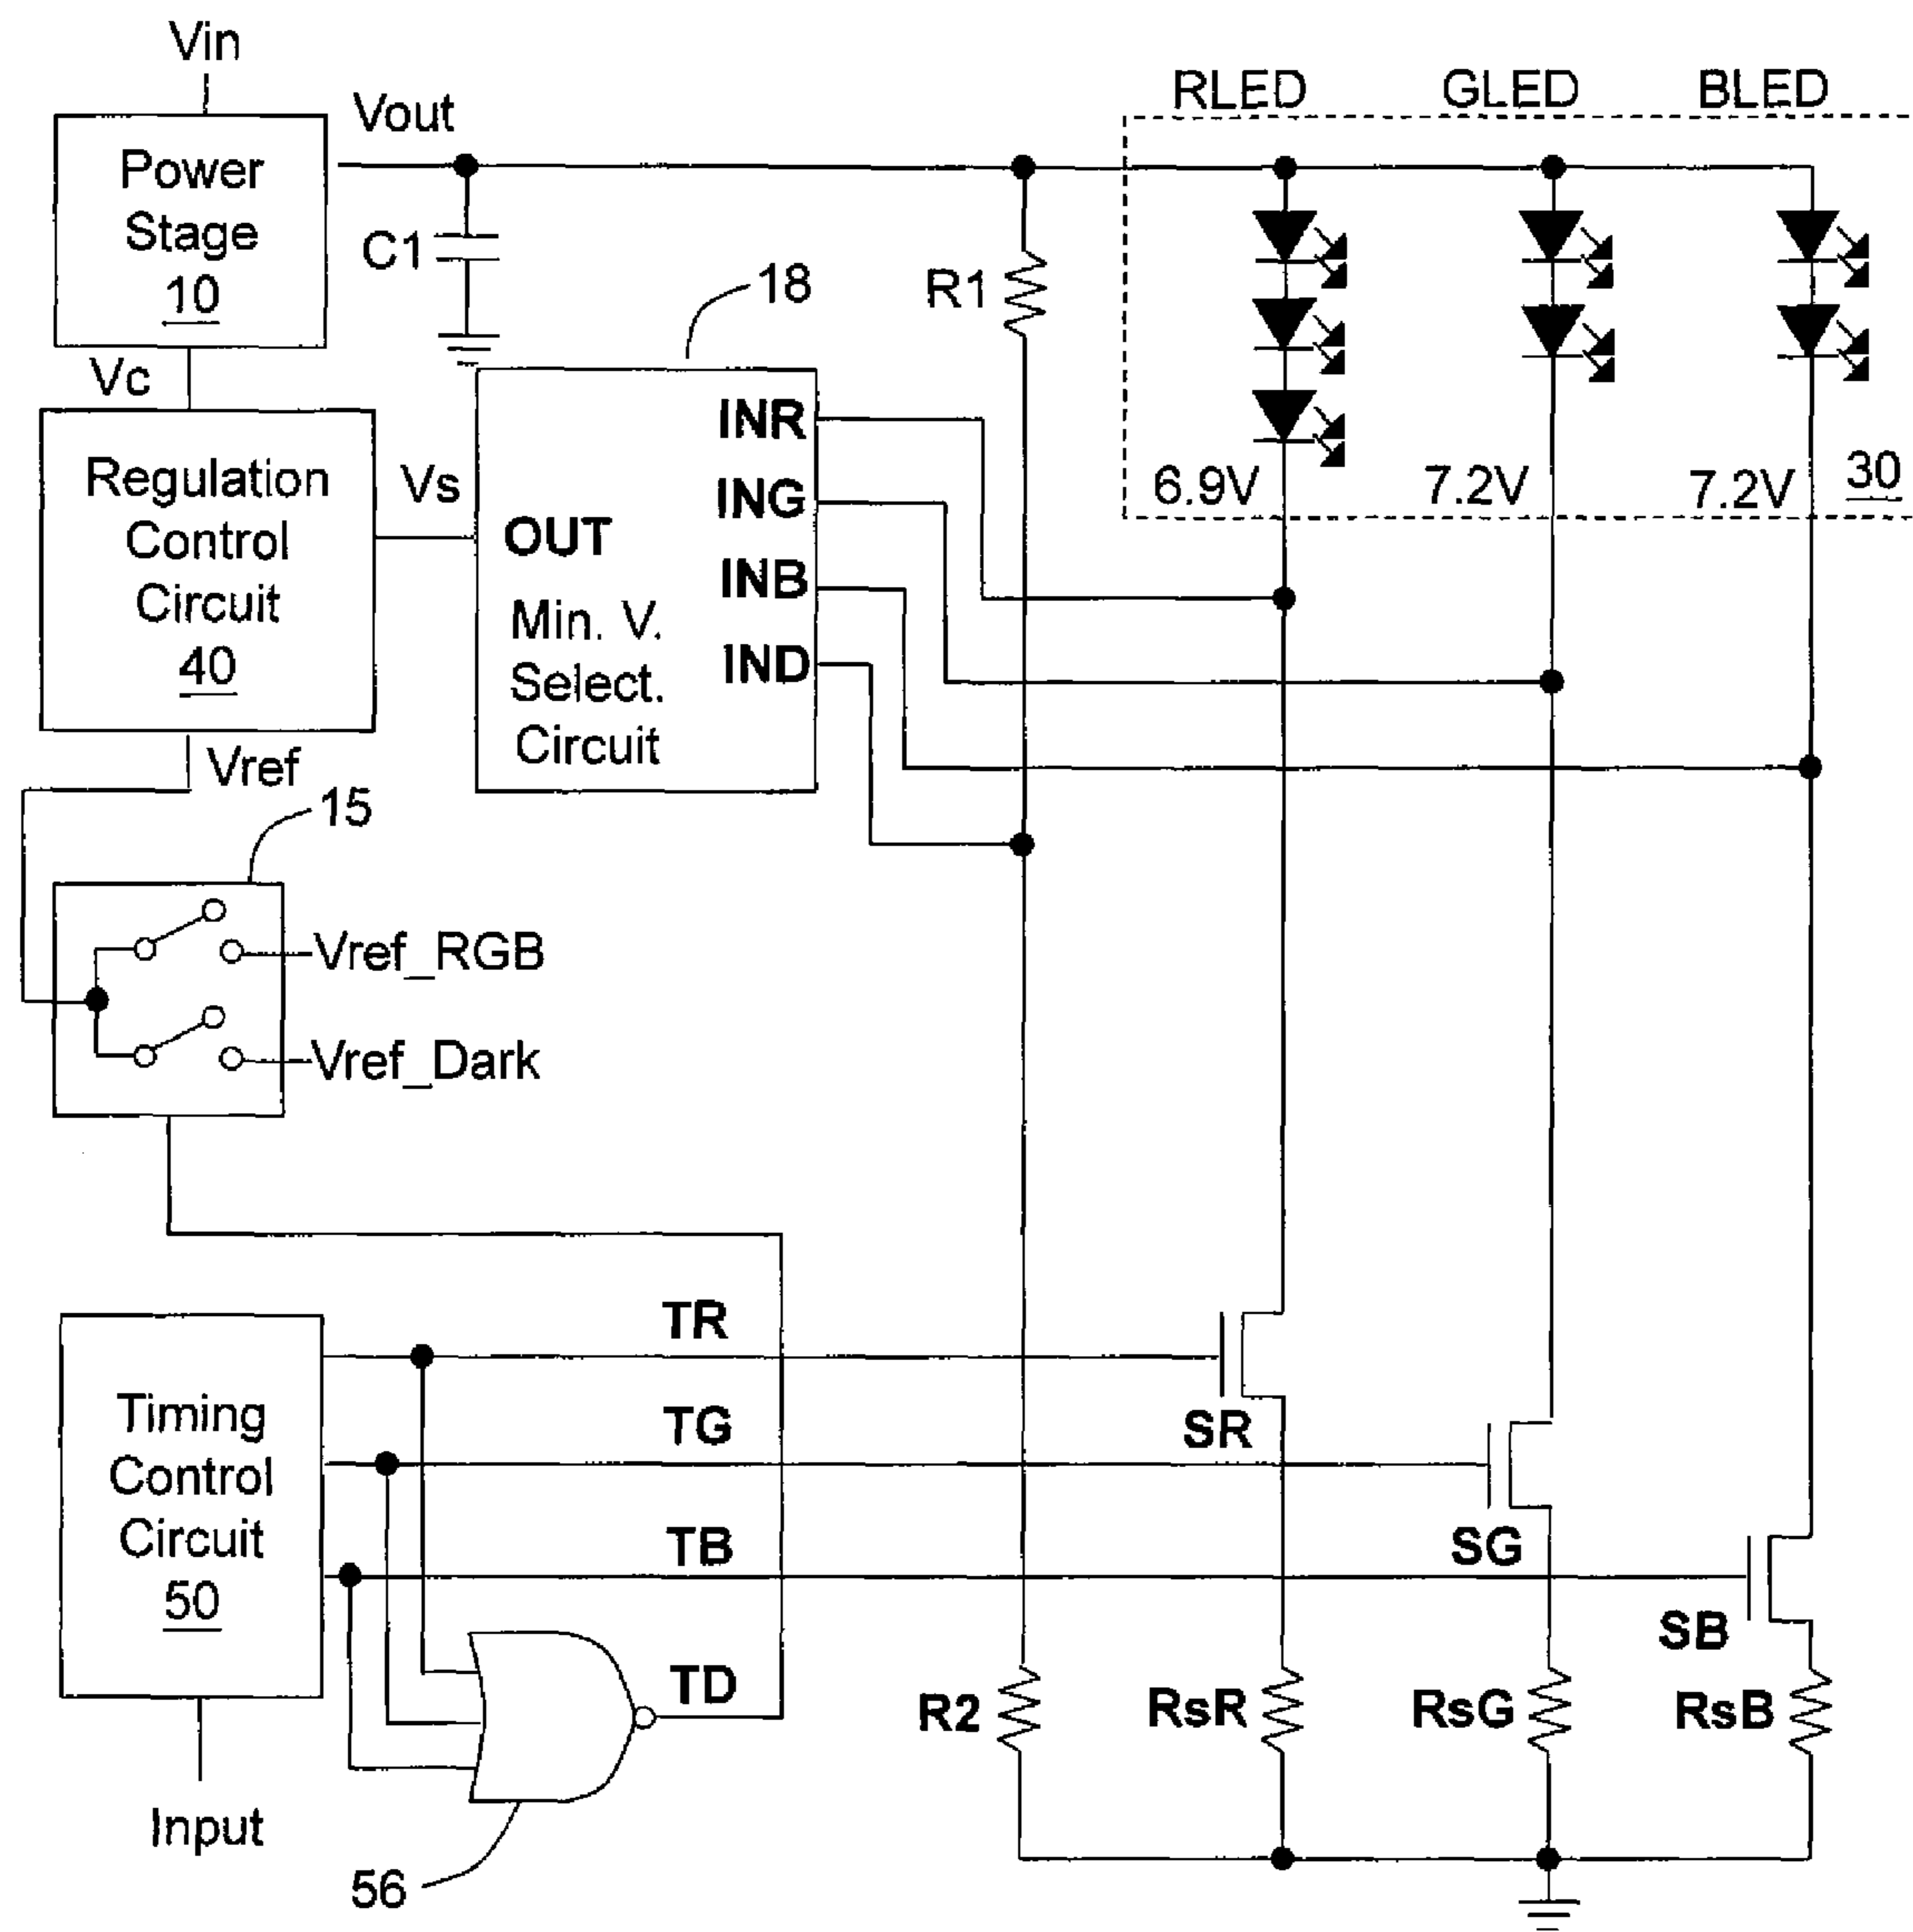 Vin
Vout
RLED
GLED
BLED
Power
Stage
10
C1
18
R1
Vc
INR
ING
INB
IND
OUT
Min. V.
Select.
Circuit
Vs
6.9V
7.2V
7.2V
30
Regulation
Control
Circuit
40
Vref
15
Vref_RGB
Vref_Dark
TR
TG
TB
TD
Timing
Control
Circuit
50
SR
SG
SB
R2
RsR
RsG
RsB
Input
56